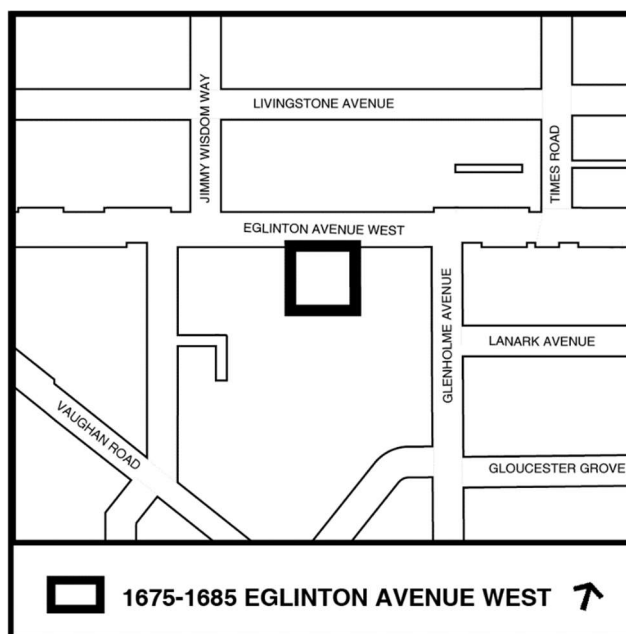 LIVINGSTONE AVENUE
JIMMY WISDOM WAY
TIMES ROAD
EGLINTON AVENUE WEST
GLENHOLME AVENUE
LANARK AVENUE
VAUGHAN ROAD
GLOUCESTER GROVE
1675-1685 EGLINTON AVENUE WEST